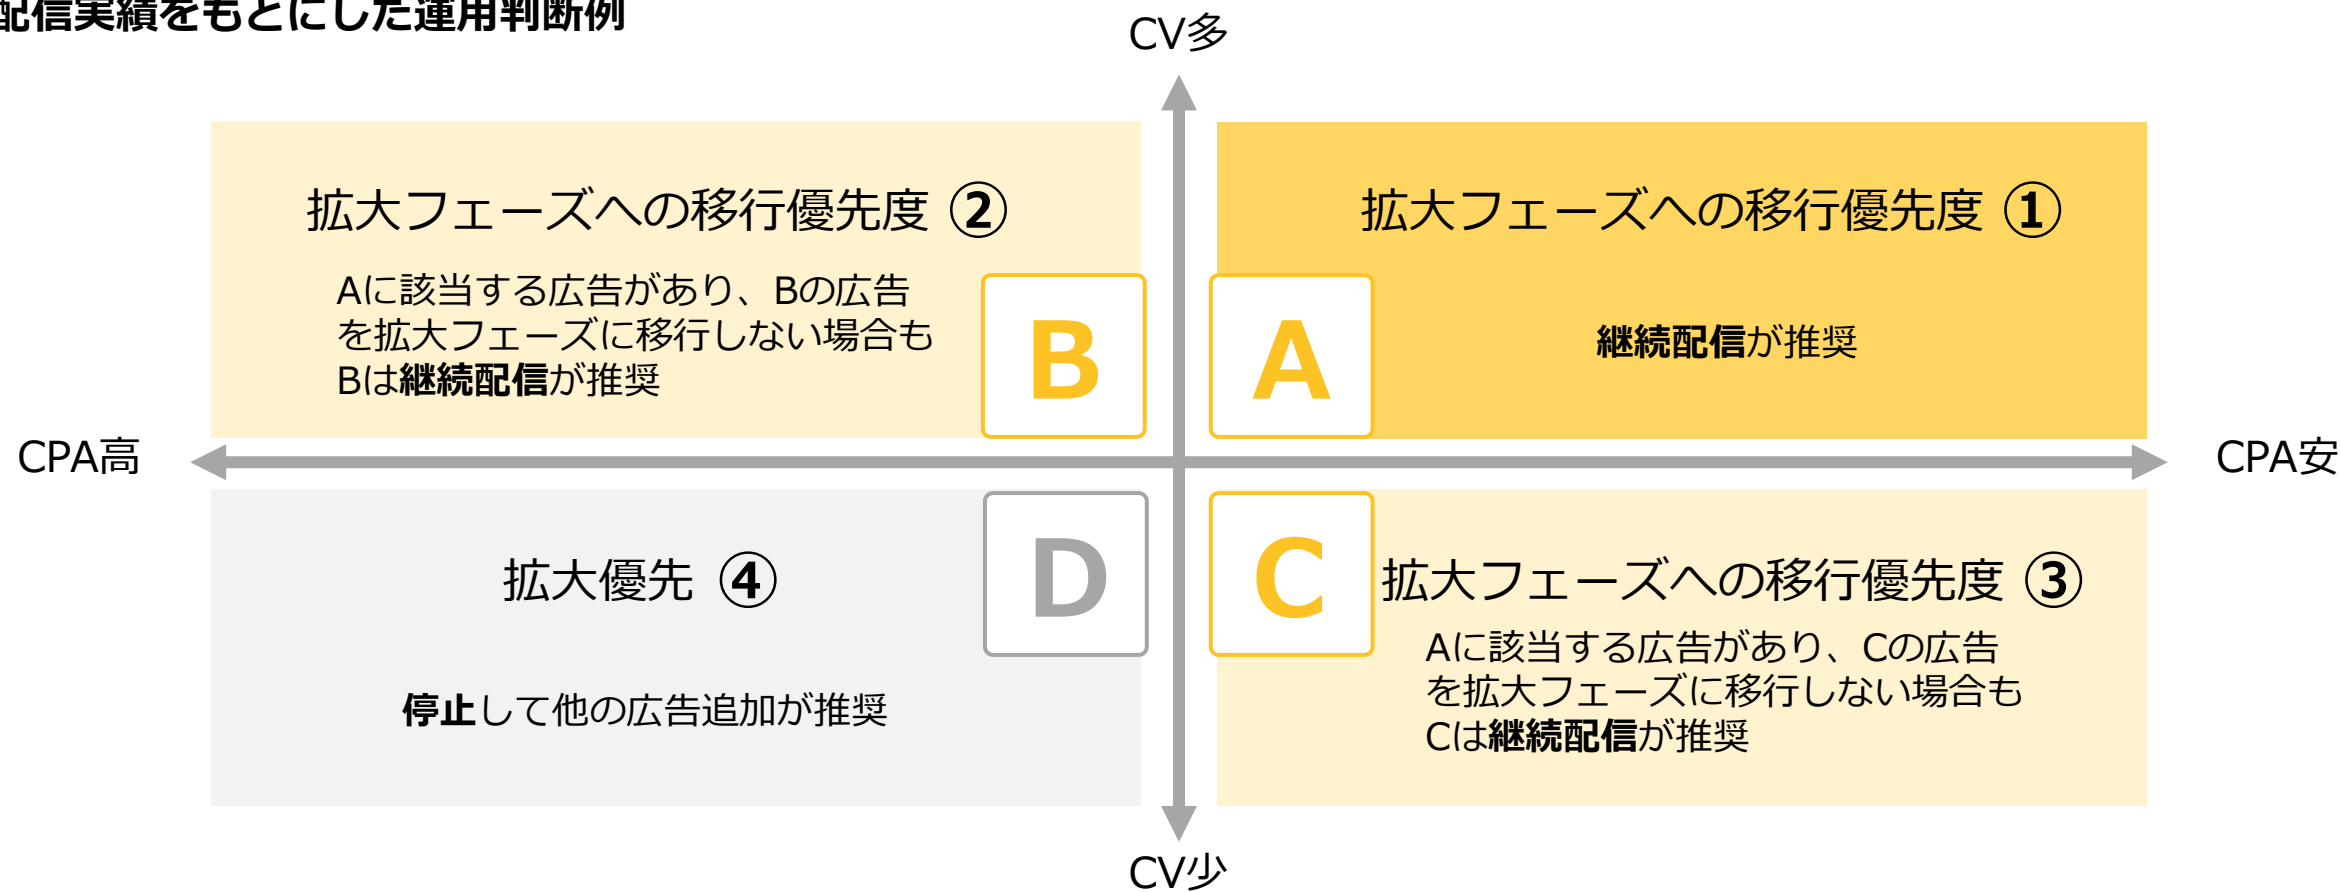 配信実績をもとにした運用判断例
CV多
拡大フェーズへの移行優先度 ②
Aに該当する広告があり、Bの広告
を拡大フェーズに移行しない場合も
Bは継続配信が推奨
B
拡大フェーズへの移行優先度 ①
継続配信が推奨
A
CPA高
CPA安
拡大優先 ④
停止して他の広告追加が推奨
D
C
拡大フェーズへの移行優先度 ③
Aに該当する広告があり、Cの広告
を拡大フェーズに移行しない場合も
Cは継続配信が推奨
CV少